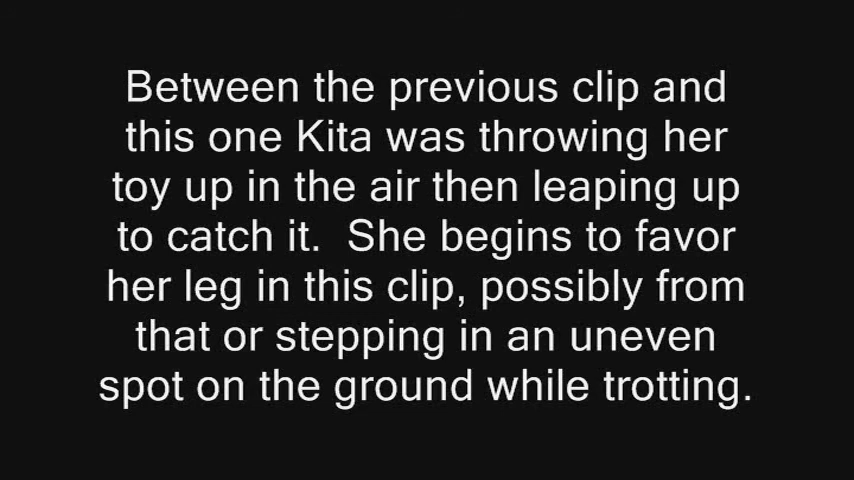 Between the previous clip and
this one Kita was throwing her
toy up in the air then leaping up
to catch it.  She begins to favor
her leg in this clip, possibly from
that or stepping in an uneven
spot on the ground while trotting.